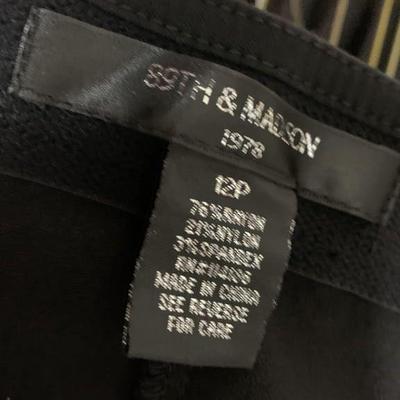 89TH & MADISON
1978
12P
76%RAYON
21%NYLON
3%SPANDEX
MADE IN CHINA
SEE REVERSE
FOR CARE